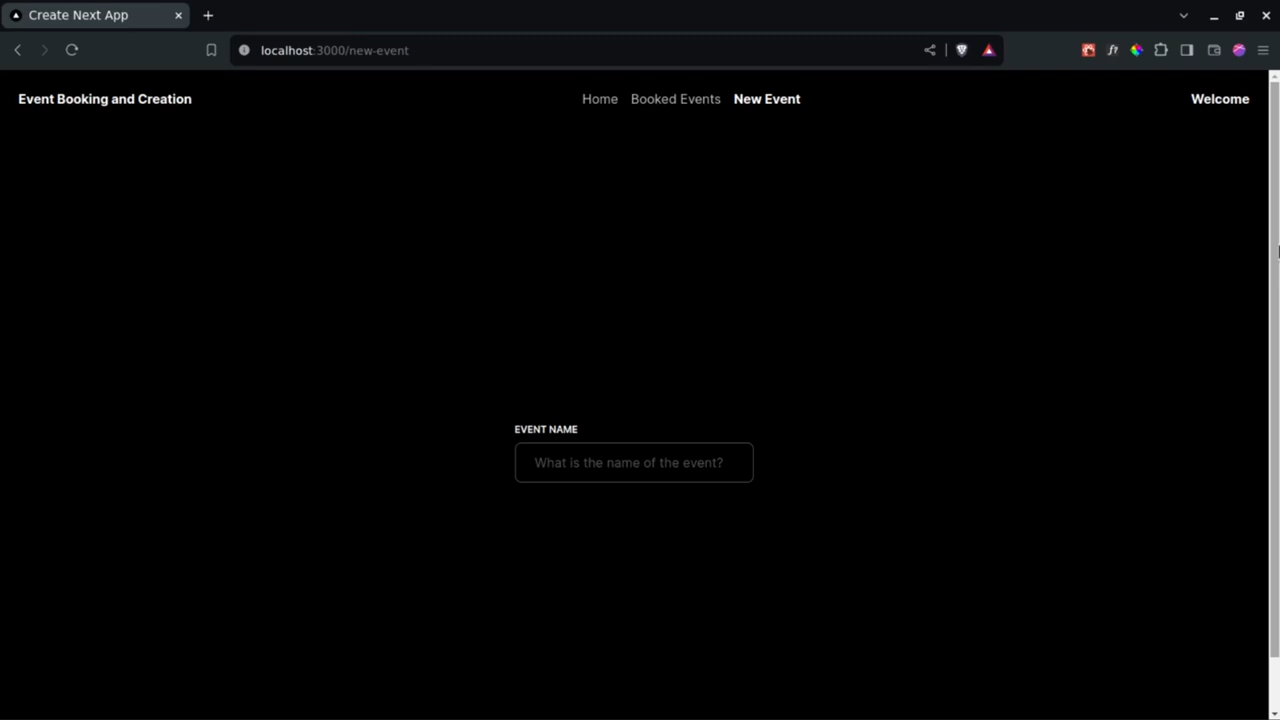 Create Next App
localhost:3000/new-event
Event Booking and Creation
Home Booked Events New Event
Welcome
EVENT NAME
What is the name of the event?